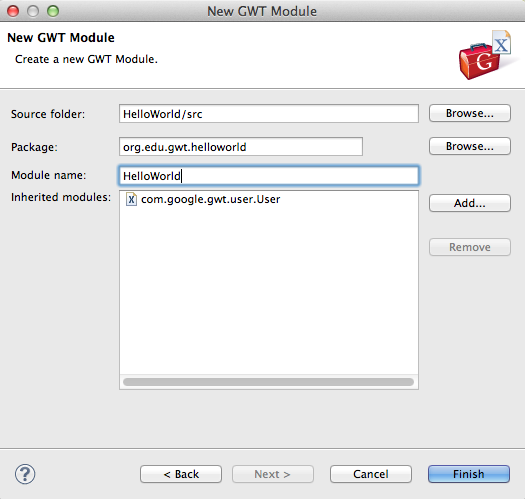 New GWT Module
New GWT Module
Create a new GWT Module.
G X
Source folder: HelloWorld/src Browse...
Package: org.edu.gwt.helloworld Browse...
Module name: HelloWorld
Inherited modules: X com.google.gwt.user.User Add...
Remove
? < Back Next > Cancel Finish